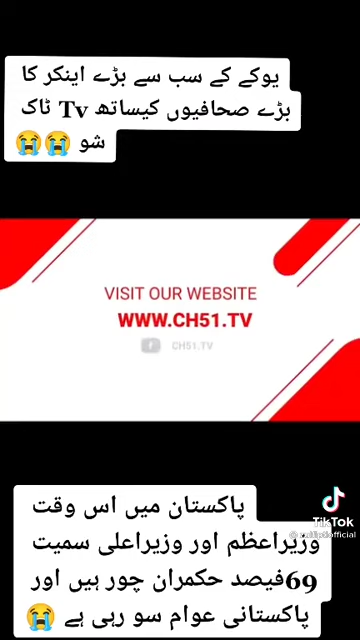 یوکے کے سب سے بڑے اینکر کا
بڑے صحافیوں کیساتھ Tv ٹاک
شو 😭😭
VISIT OUR WEBSITE
WWW.CH51.TV
CH51.TV
پاکستان میں اس وقت
وزیراعظم اور وزیراعلی سمیت
69فیصد حکمران چور ہیں اور
پاکستانی عوام سو رہی ہے 😭
TikTok